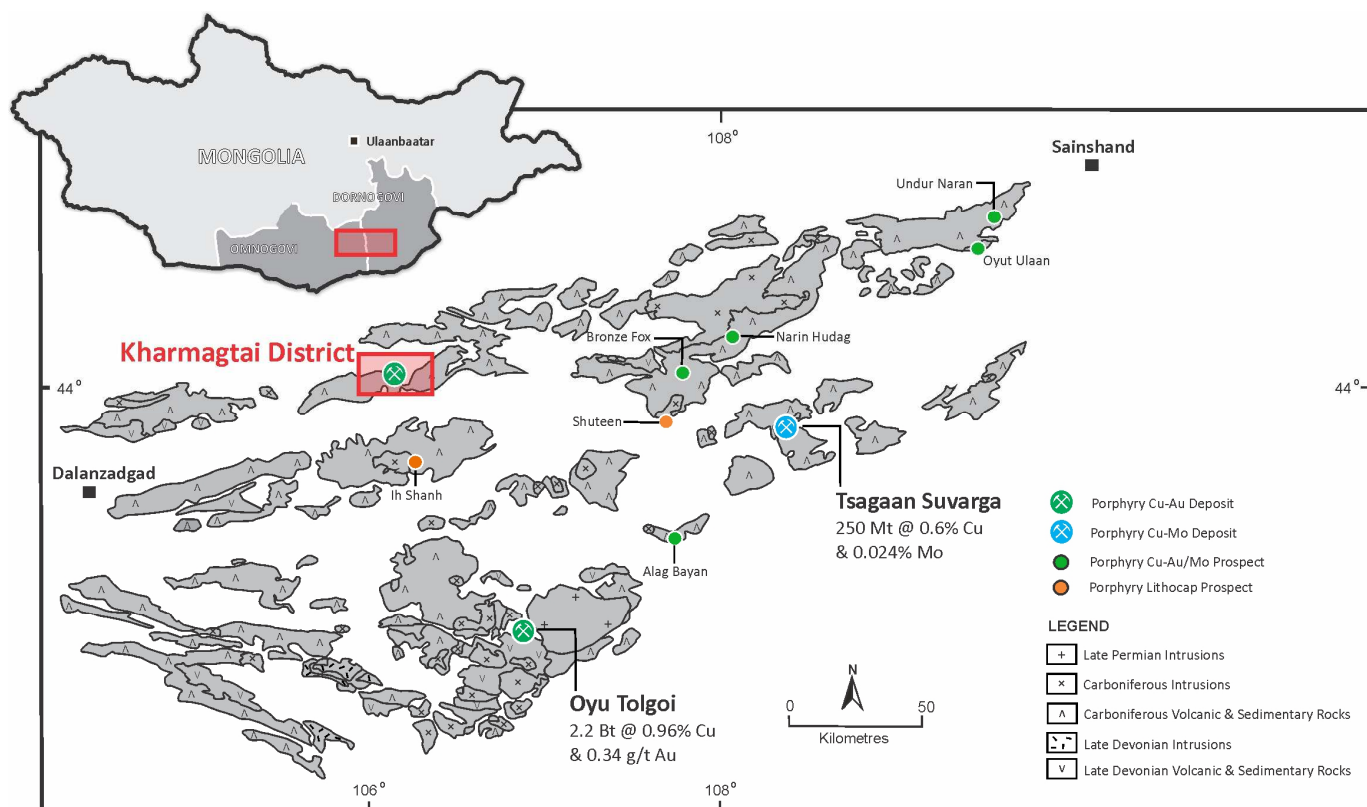 Ulaanbaatar
MONGOLIA
DORNOGOVI
OMNOGOVI
108°
Sainshand
Undur Naran
Oyut Ulaan
Bronze Fox
Narin Hudag
Kharmagtai District
44°
44°
Shuteen
Dalanzadgad
Ih Shanh
Tsagaan Suvarga
250 Mt @ 0.6% Cu
& 0.024% Mo
Alag Bayan
Oyu Tolgoi
2.2 Bt @ 0.96% Cu
& 0.34 g/t Au
N
0 50
Kilometres
Porphyry Cu-Au Deposit
Porphyry Cu-Mo Deposit
Porphyry Cu-Au/Mo Prospect
Porphyry Lithocap Prospect
LEGEND
Late Permian Intrusions
Carboniferous Intrusions
Carboniferous Volcanic & Sedimentary Rocks
Late Devonian Intrusions
Late Devonian Volcanic & Sedimentary Rocks
106°
108°